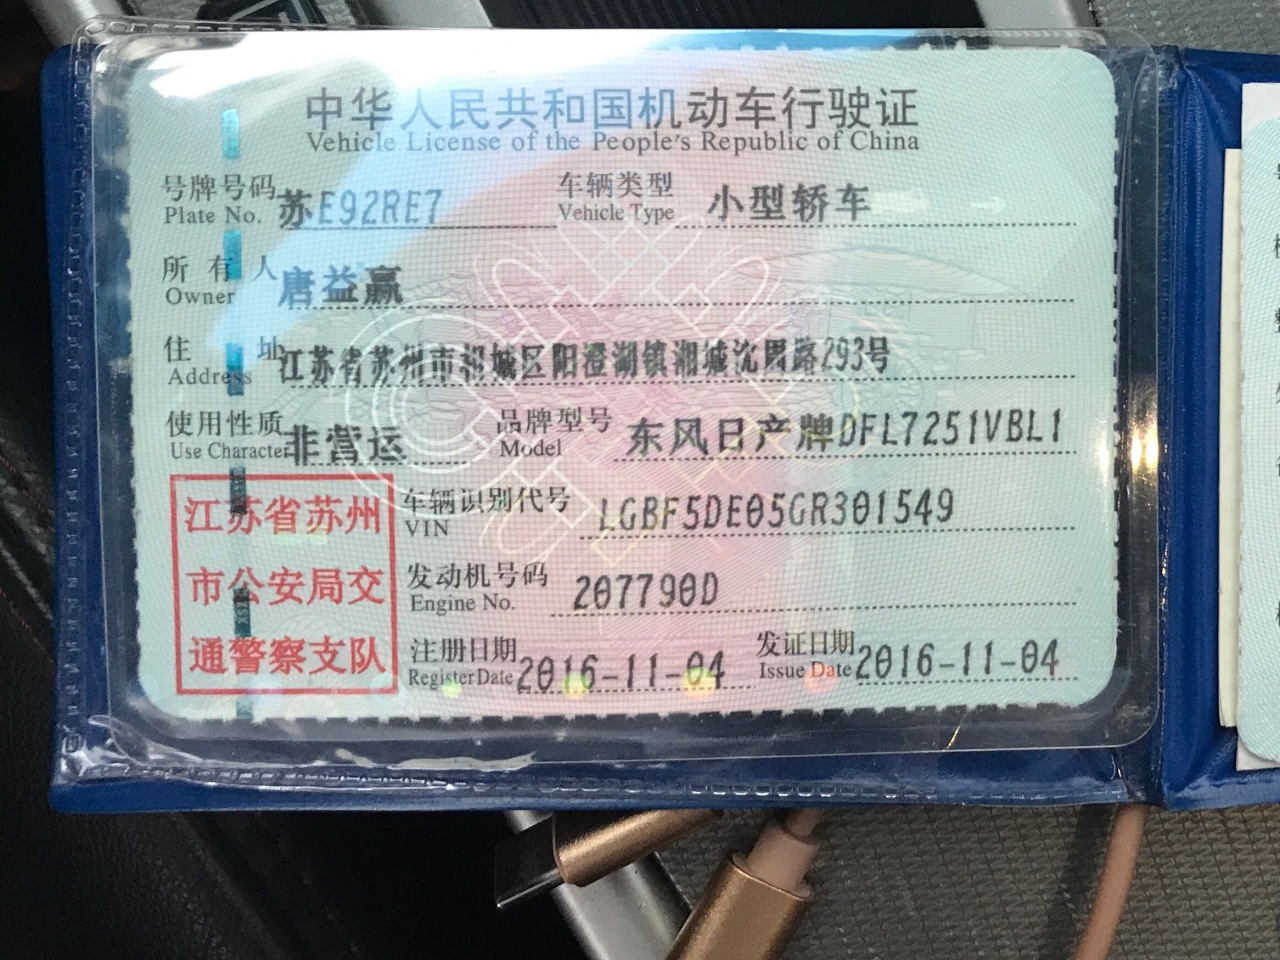 中华人民共和国机动车行驶证
Vehicle License of the People's Republic of China
号牌号码 苏E92RE7 车辆类型 小型轿车
Plate No. Vehicle Type
所有人 唐益赢
Owner
住址 江苏省苏州市相城区阳澄湖镇湘城沈周路293号
Address
使用性质 非营运 品牌型号 东风日产牌DFL7251VBL1
Use Character Model
车辆识别代号 LGBF5DE05GR301549
VIN
发动机号码 207790D
Engine No.
注册日期 2016-11-04 发证日期 2016-11-04
Register Date Issue Date
江苏省苏州
市公安局交
通警察支队